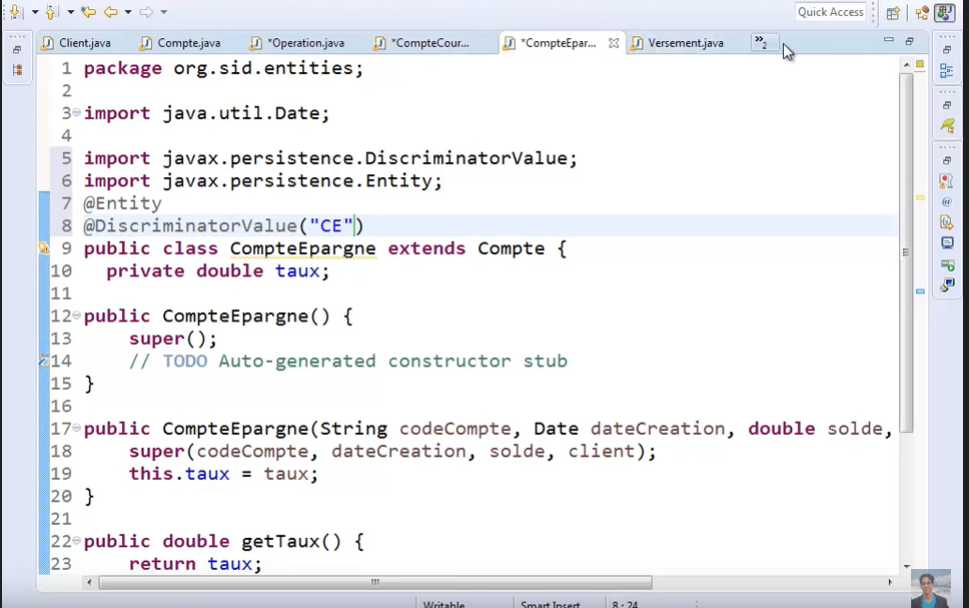 Quick Access
Client.java
Compte.java
*Operation.java
*CompteCour...
*CompteEpar...
Versement.java
»2
1 package org.sid.entities;
2
3 import java.util.Date;
4
5 import javax.persistence.DiscriminatorValue;
6 import javax.persistence.Entity;
7 @Entity
8 @DiscriminatorValue("CE")
9 public class CompteEpargne extends Compte {
10 private double taux;
11
12 public CompteEpargne() {
13 super();
14 // TODO Auto-generated constructor stub
15 }
16
17 public CompteEpargne(String codeCompte, Date dateCreation, double solde,
18 super(codeCompte, dateCreation, solde, client);
19 this.taux = taux;
20 }
21
22 public double getTaux() {
23 return taux;
Writable
Smart Insert
8 : 24